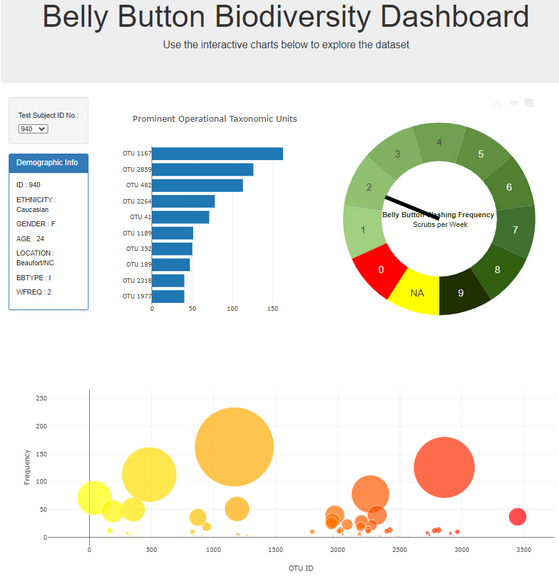 Belly Button Biodiversity Dashboard
Use the interactive charts below to explore the dataset
Test Subject ID No.:
940
Demographic Info
ID : 940
ETHNICITY :
Caucasian
GENDER : F
AGE : 24
LOCATION :
Beaufort/NC
BBTYPE : I
WFREQ : 2
Prominent Operational Taxonomic Units
OTU 1167
OTU 2859
OTU 482
OTU 2264
OTU 41
OTU 1189
OTU 352
OTU 189
OTU 2318
OTU 1977
0 50 100 150
Belly Button Washing Frequency
Scrubs per Week
NA
0
1
2
3
4
5
6
7
8
9
Frequency
250
200
150
100
50
0
0 500 1000 1500 2000 2500 3000 3500
OTU ID